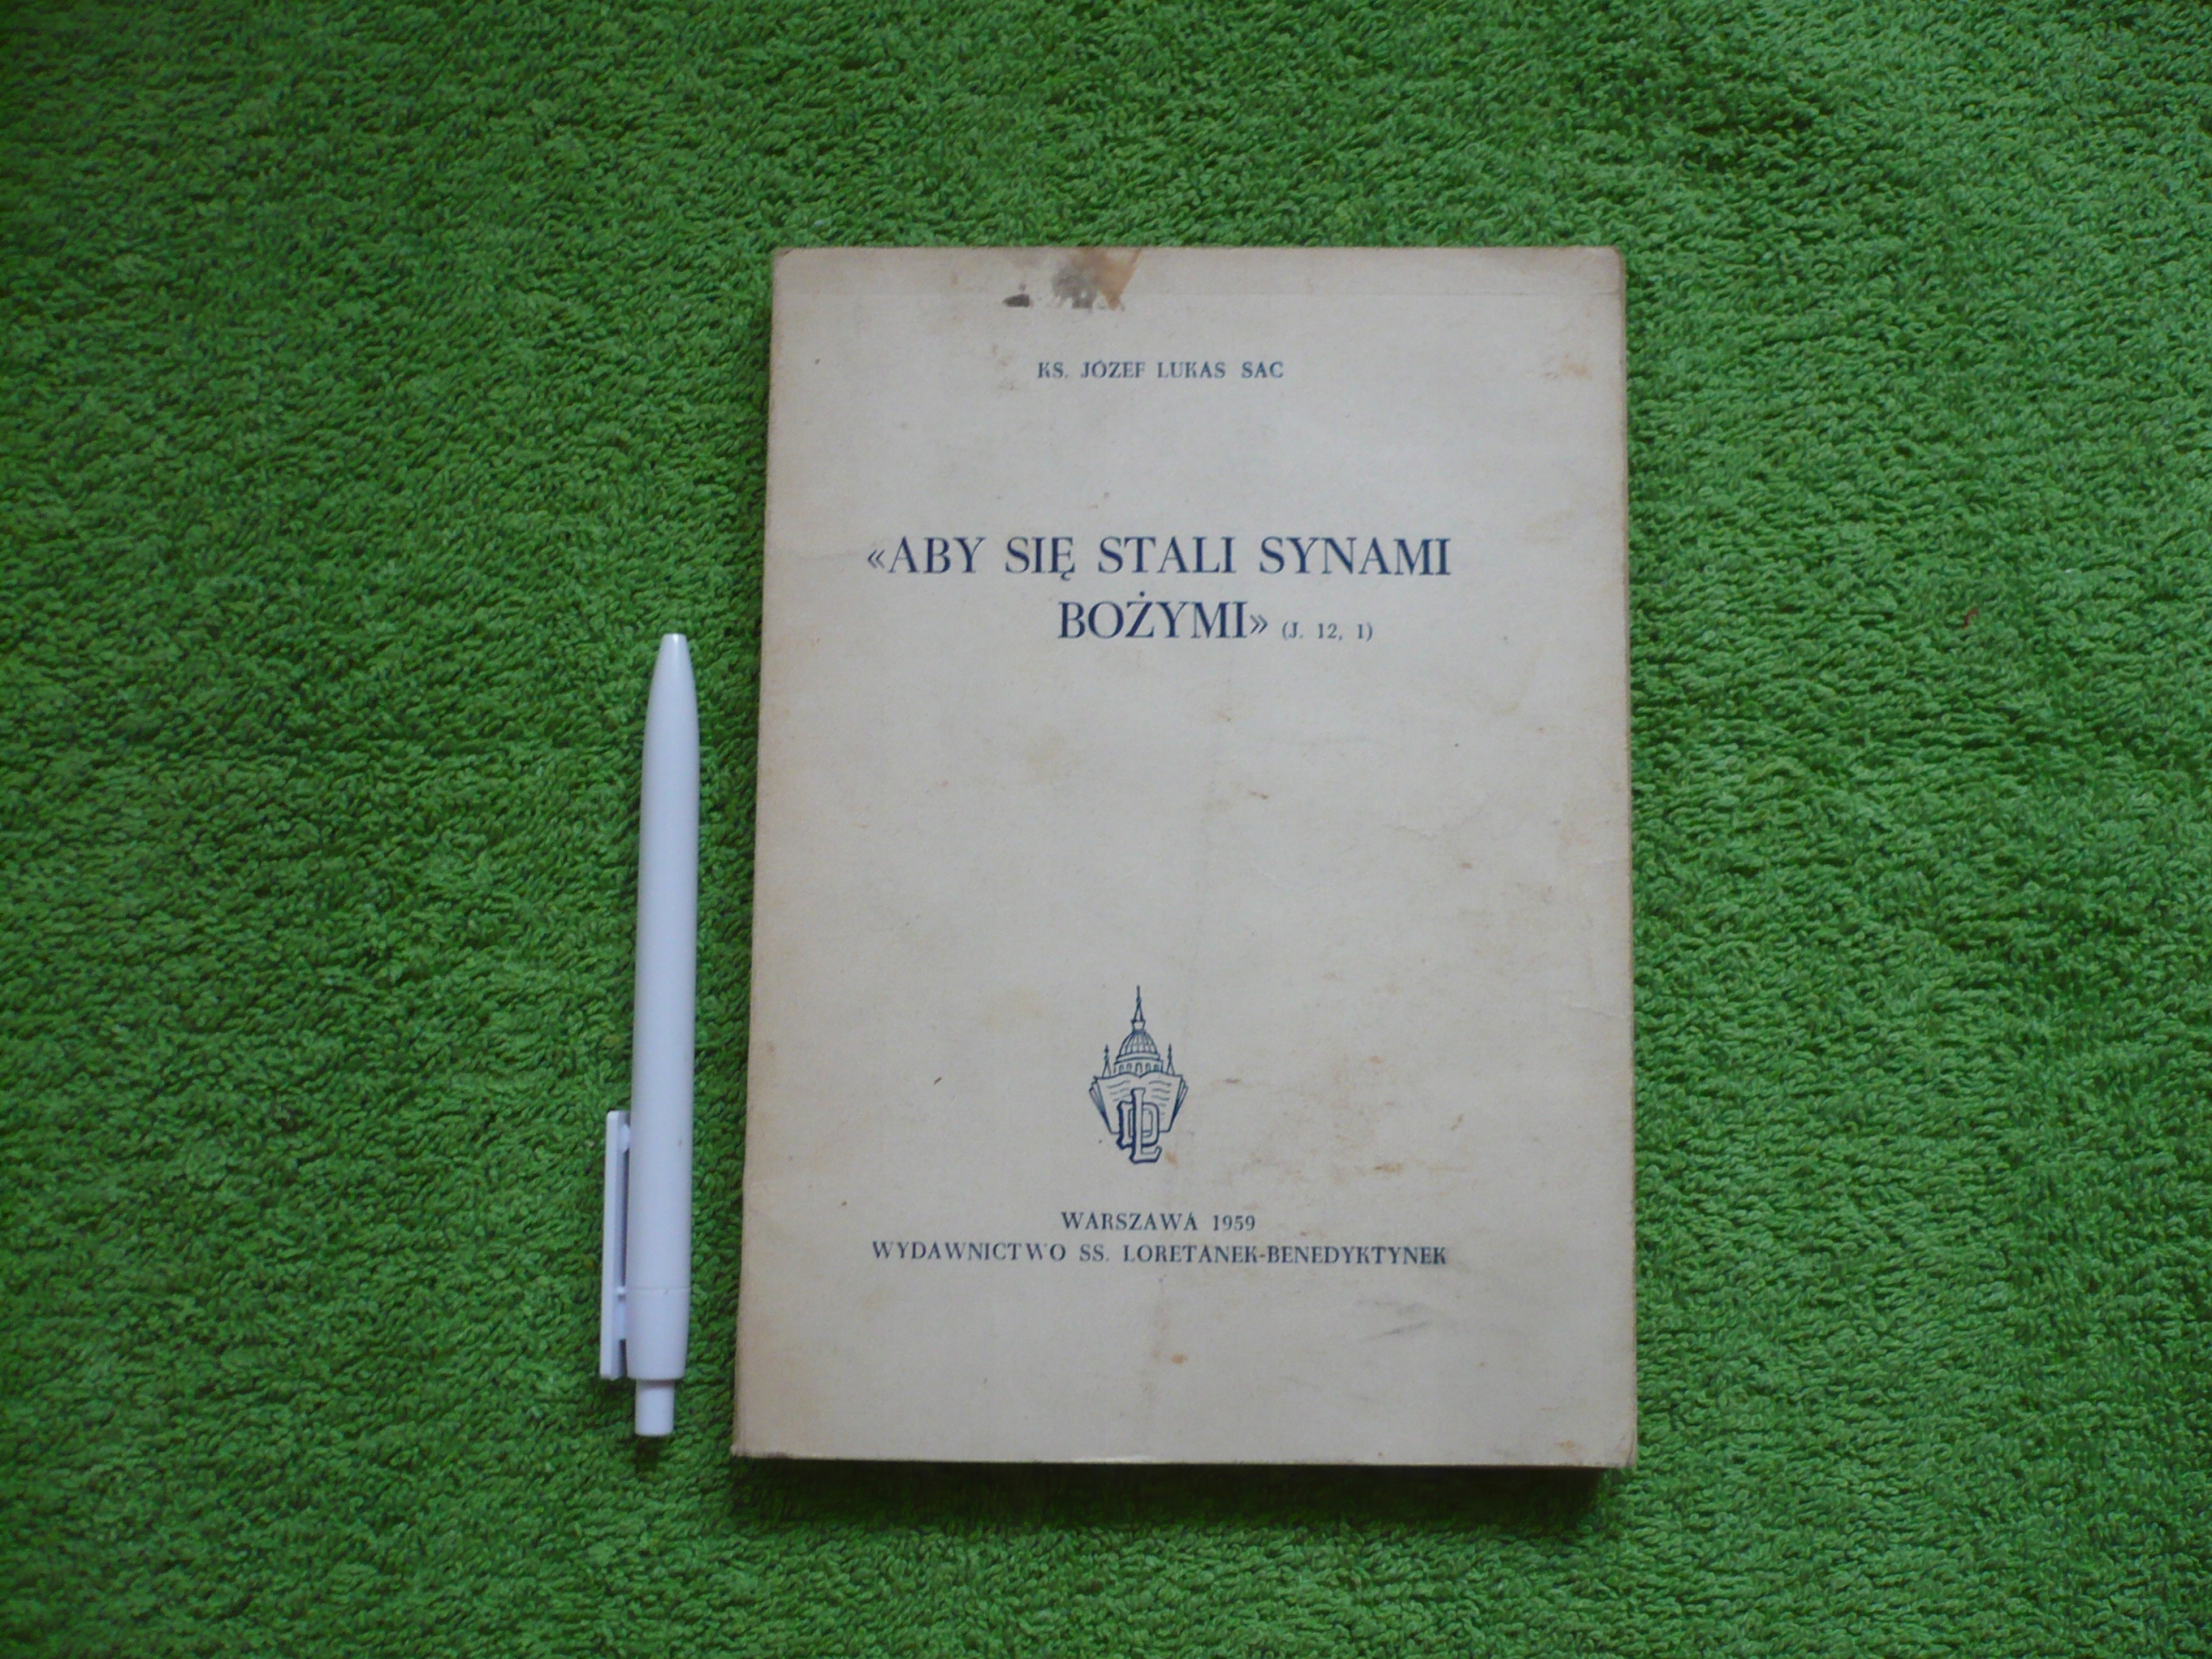 KS. JÓZEF LUKAS SAC
«ABY SIĘ STALI SYNAMI
BOŻYMI» (J. 12, 1)
WARSZAWA 1959
WYDAWNICTWO SS. LORETANEK-BENEDYKTYNEK